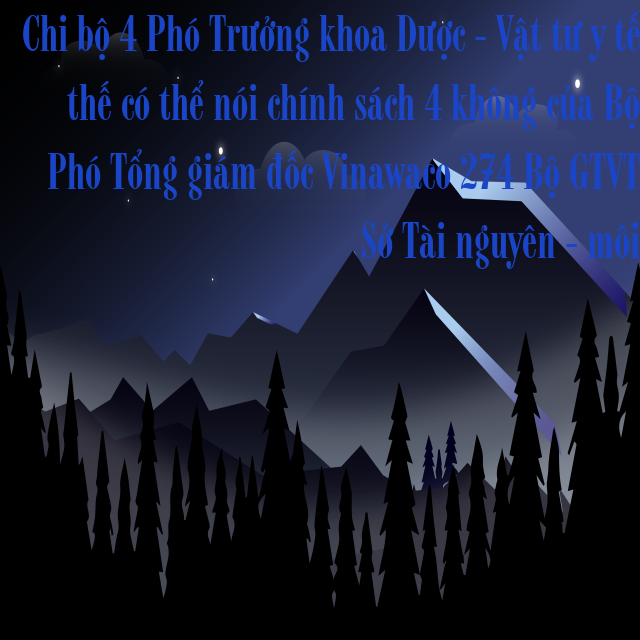 Chi bộ 4 Phó Trưởng khoa Dược - Vật tư y tế
thế có thể nói chính sách 4 không của Bộ
Phó Tổng giám đốc Vinawaco 274 Bộ GTVT
Sở Tài nguyên - môi